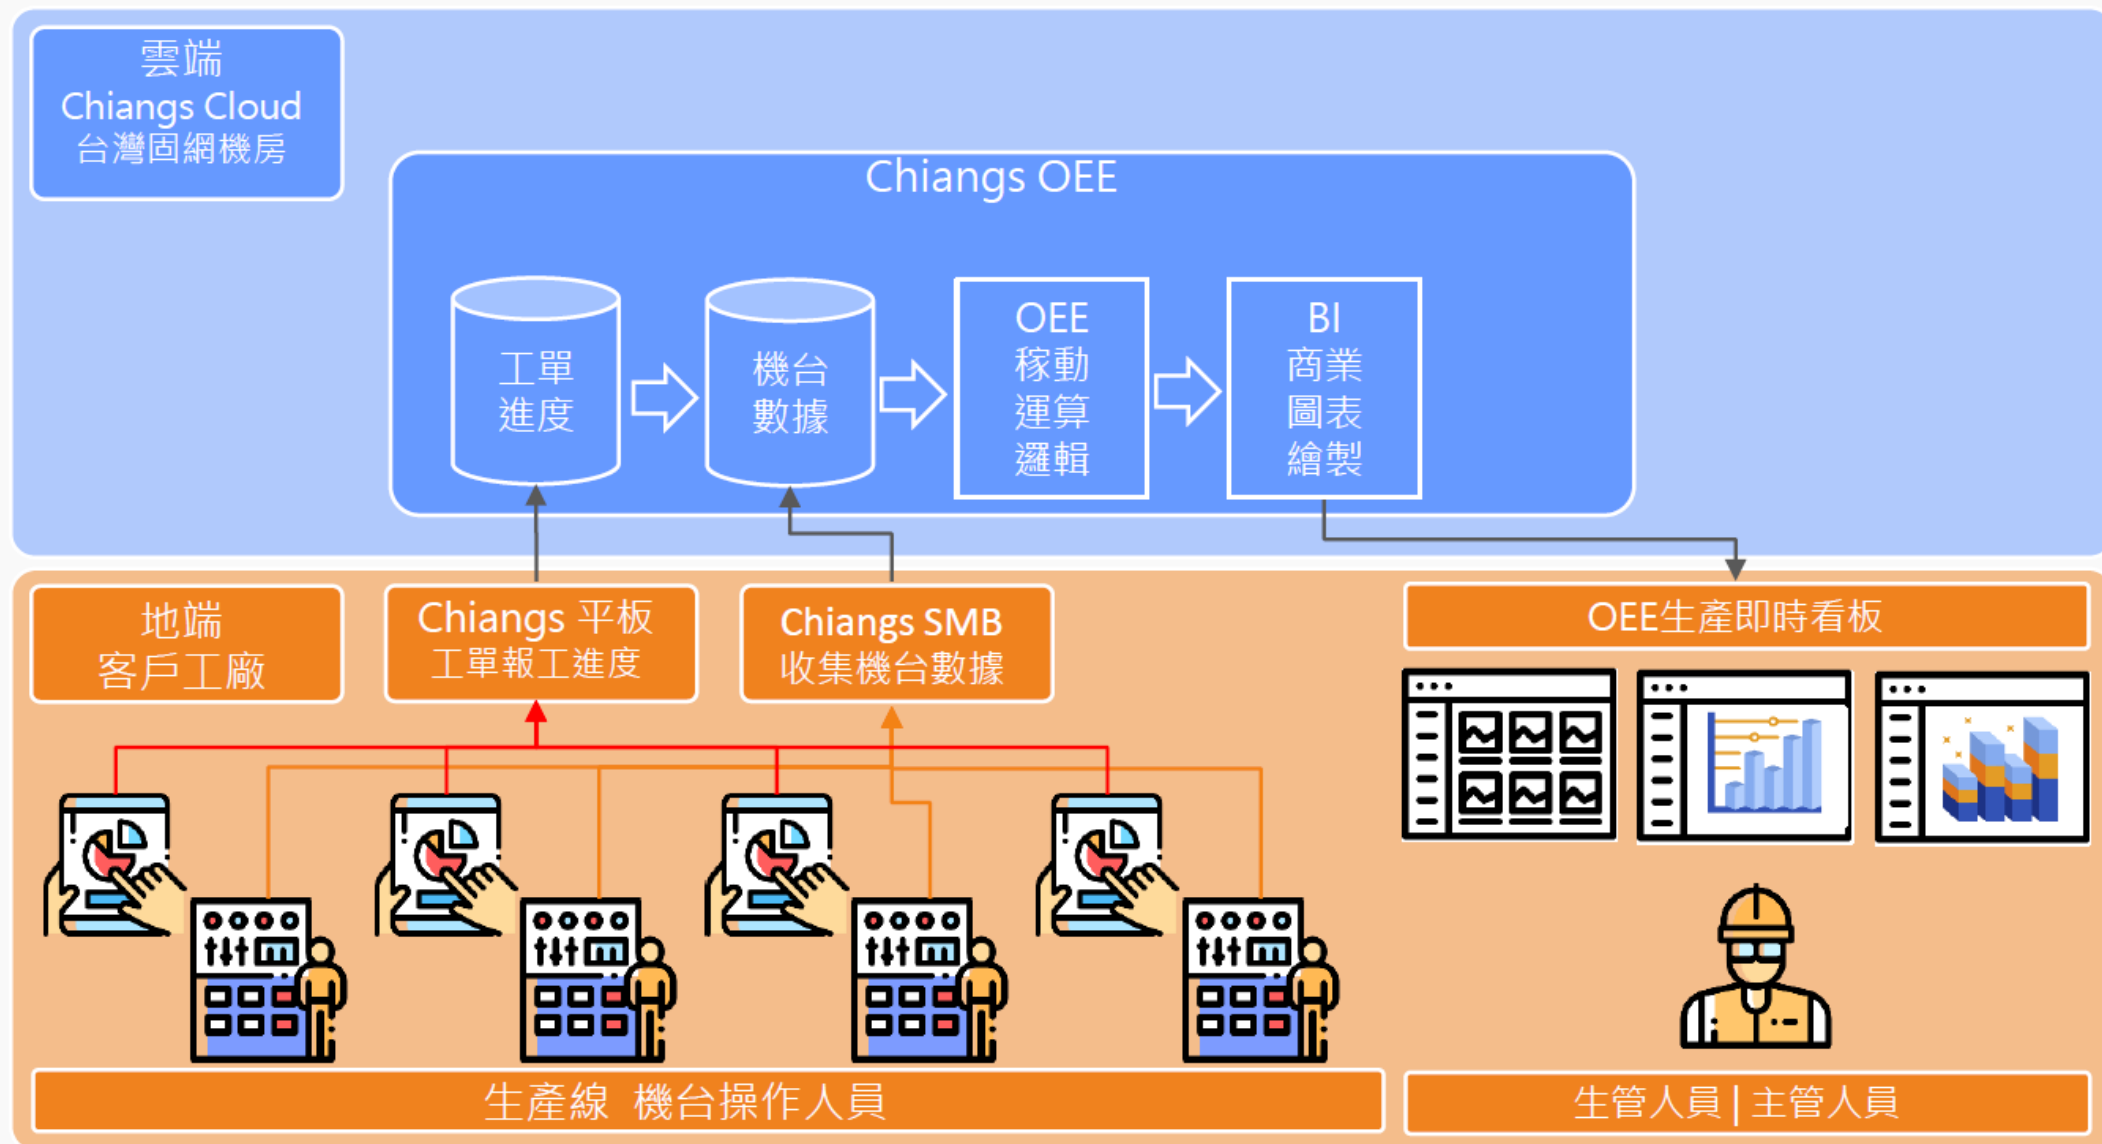 雲端
Chiangs Cloud
台灣固網機房
Chiangs OEE
工單
進度
機台
數據
OEE
稼動
運算
邏輯
BI
商業
圖表
繪製
地端
客戶工廠
Chiangs 平板
工單報工進度
Chiangs SMB
收集機台數據
OEE生產即時看板
生產線 機台操作人員
生管人員 | 主管人員